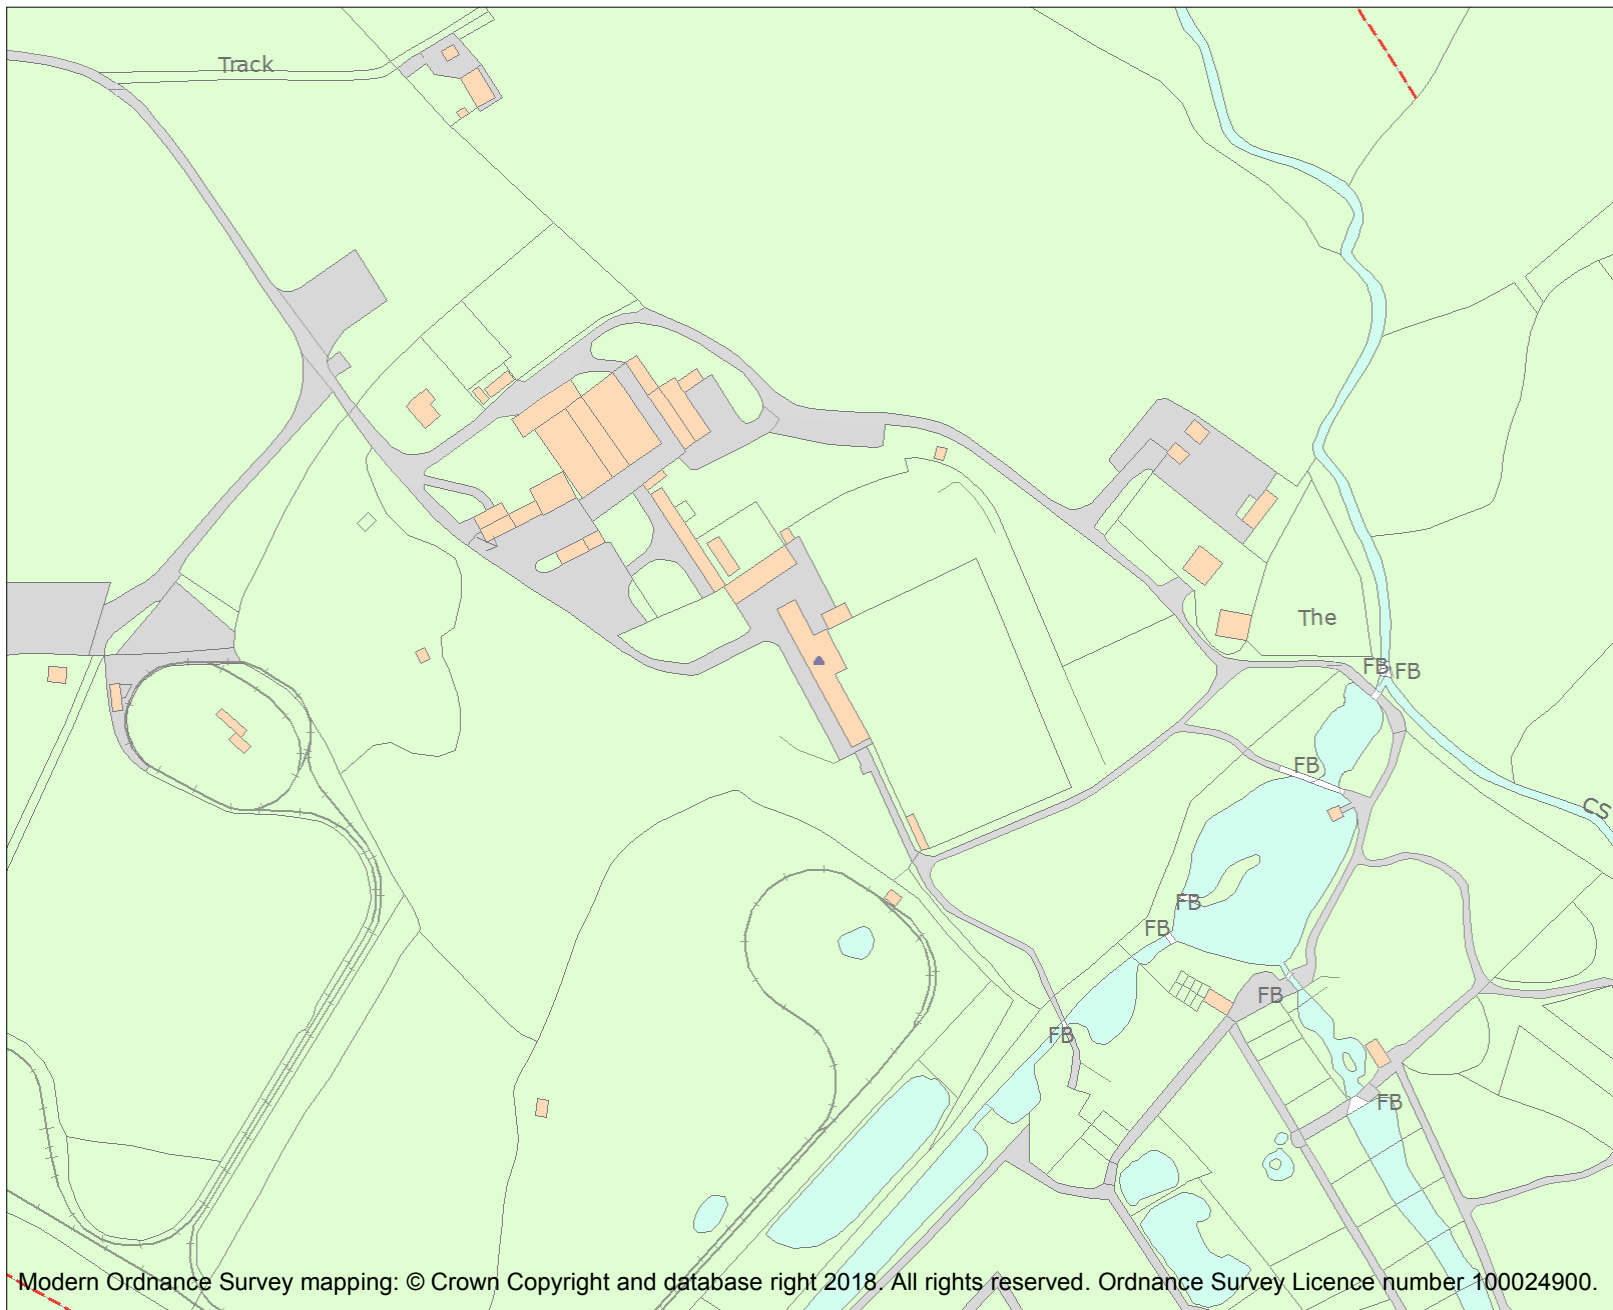 Track
The
FB
FB
FB
CS
FB
FB
FB
FB
FB
Modern Ordnance Survey mapping: © Crown Copyright and database right 2018. All rights reserved. Ordnance Survey Licence number 100024900.